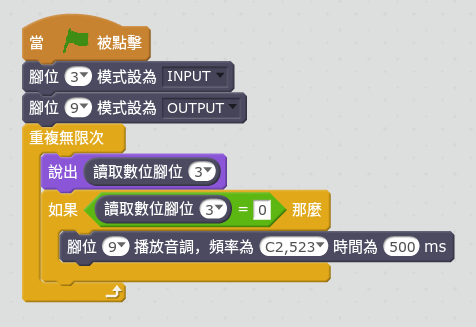 當 被點擊
腳位 3 模式設為 INPUT
腳位 9 模式設為 OUTPUT
重複無限次
說出 讀取數位腳位 3
如果 讀取數位腳位 3 = 0 那麼
腳位 9 播放音調，頻率為 C2,523 時間為 500 ms